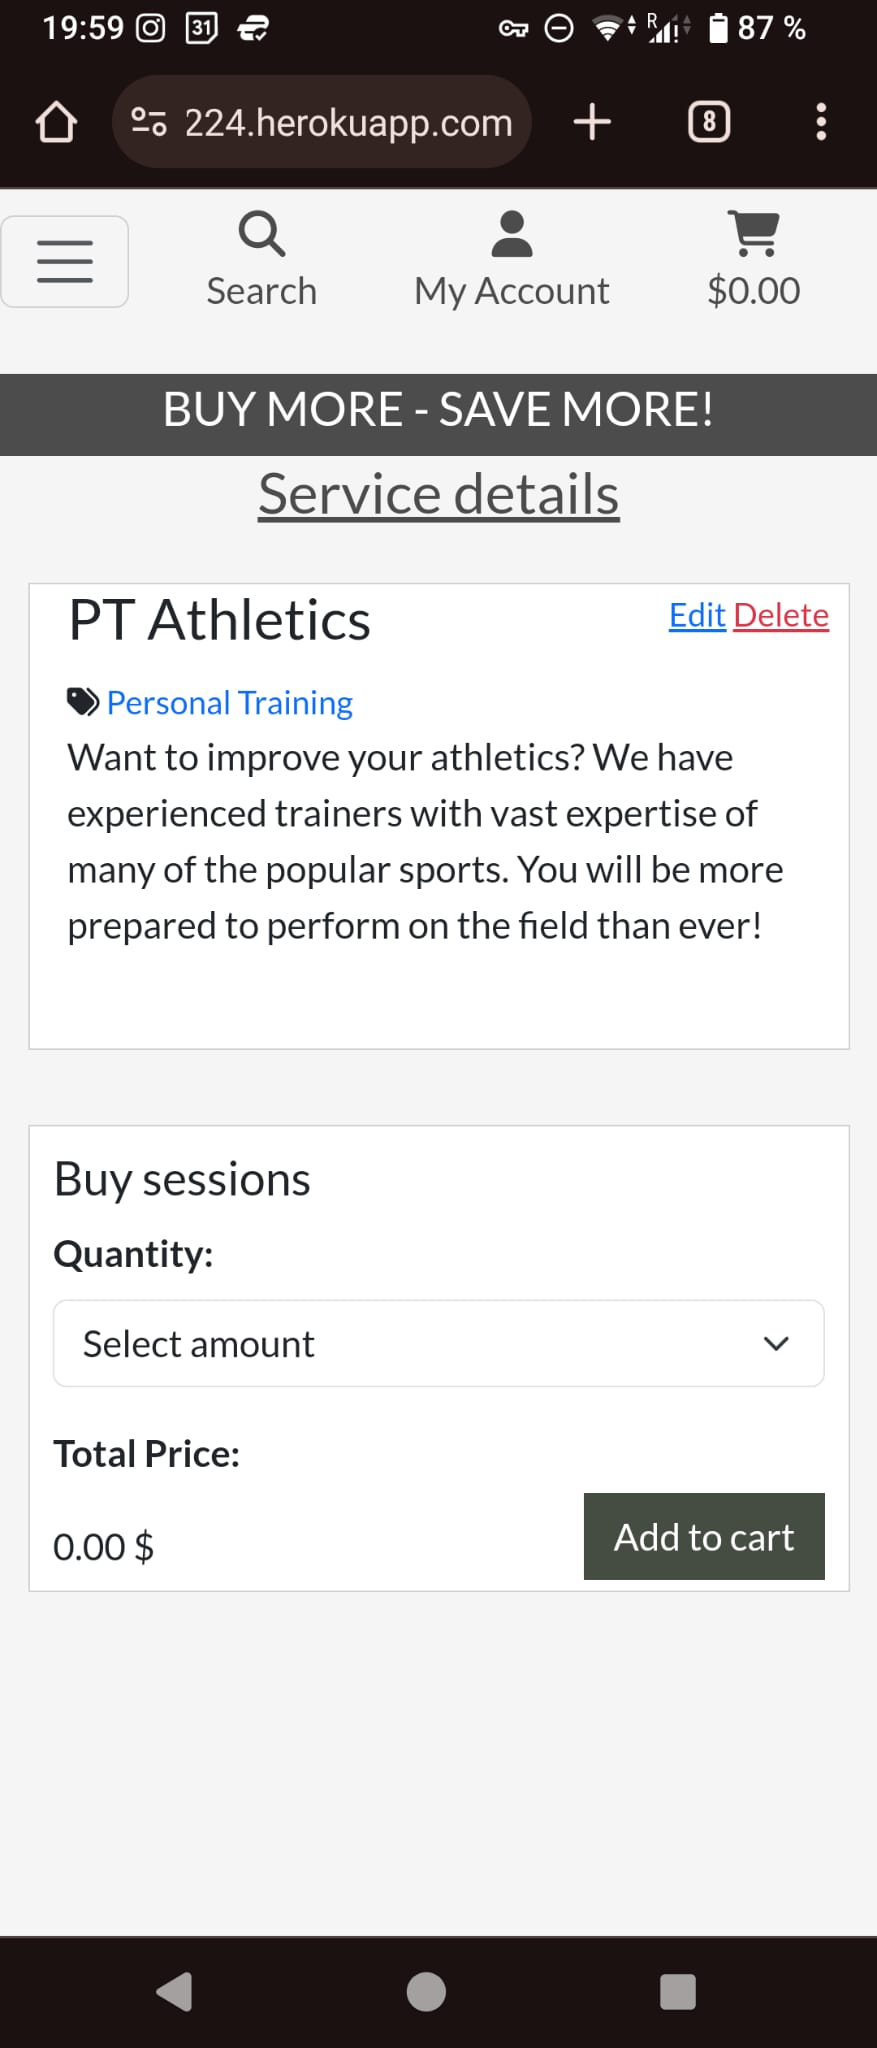 19:59 31 R 87 %
224.herokuapp.com 8
Search My Account $0.00
BUY MORE - SAVE MORE!
Service details
PT Athletics Edit Delete
Personal Training
Want to improve your athletics? We have
experienced trainers with vast expertise of
many of the popular sports. You will be more
prepared to perform on the field than ever!
Buy sessions
Quantity:
Select amount
Total Price:
0.00 $ Add to cart